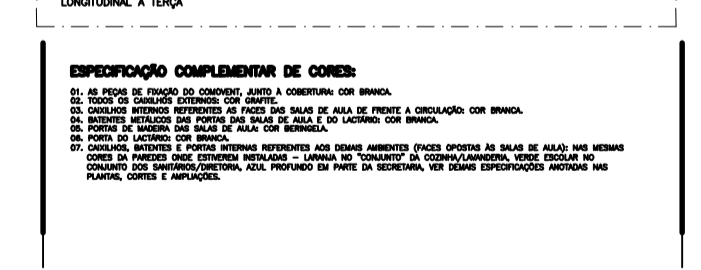 LONGITUDINAL À TERÇA
ESPECIFICAÇÃO COMPLEMENTAR DE CORES:
01. AS PEÇAS DE FIXAÇÃO DO COMOVENT, JUNTO À COBERTURA: COR BRANCA.
02. TODOS OS CAIXILHOS EXTERNOS: COR GRAFITE.
03. CAIXILHOS INTERNOS REFERENTES AS FACES DAS SALAS DE AULA DE FRENTE A CIRCULAÇÃO: COR BRANCA.
04. BATENTES METÁLICOS DAS PORTAS DAS SALAS DE AULA E DO LACTÁRIO: COR BRANCA.
05. PORTAS DE MADEIRA DAS SALAS DE AULA: COR BERINGELA.
06. PORTA DO LACTÁRIO: COR BRANCA.
07. CAIXILHOS, BATENTES E PORTAS INTERNAS REFERENTES AOS DEMAIS AMBIENTES (FACES OPOSTAS ÀS SALAS DE AULA): NAS MESMAS
CORES DA PAREDES ONDE ESTIVEREM INSTALADAS – LARANJA NO "CONJUNTO" DA COZINHA/LAVANDERIA, VERDE ESCOLAR NO
CONJUNTO DOS SANITÁRIOS/DIRETORIA, AZUL PROFUNDO EM PARTE DA SECRETARIA, VER DEMAIS ESPECIFICAÇÕES ANOTADAS NAS
PLANTAS, CORTES E AMPLIAÇÕES.